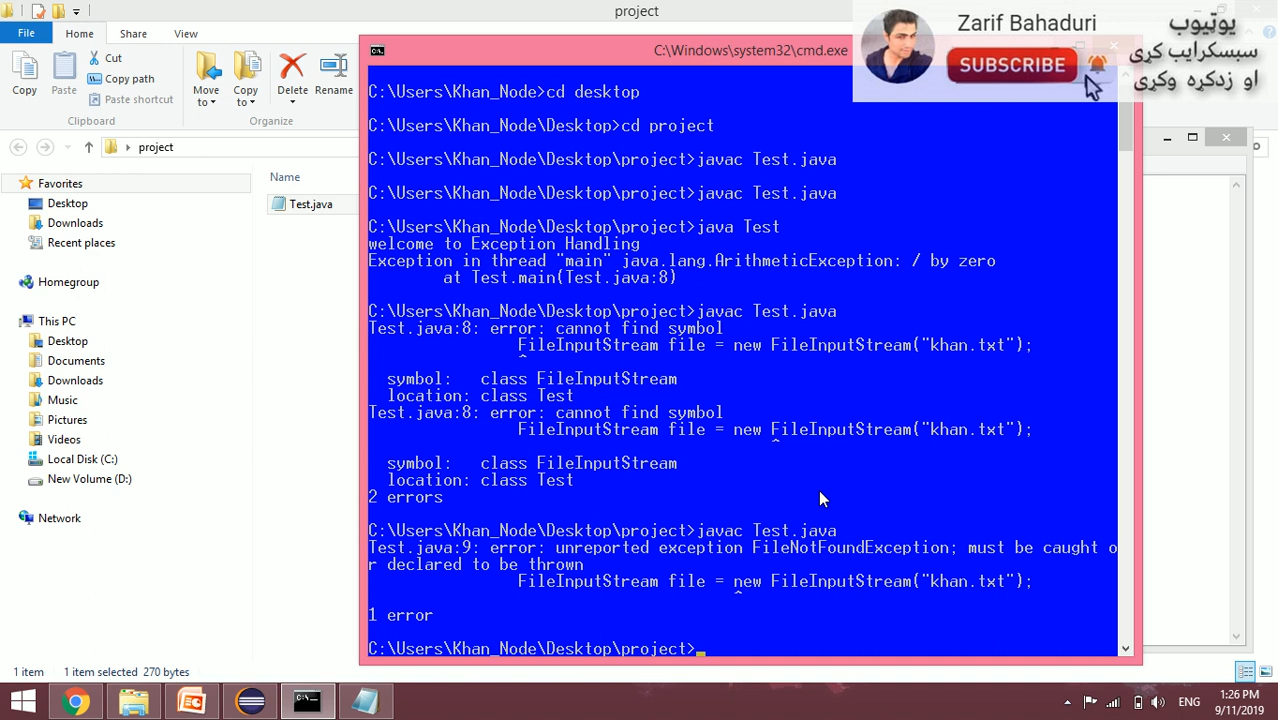 project
File
Home
Share
View
Copy
Paste
Cut
Copy path
Move to
Copy to
Delete
Rename
Clipboard
Organize
project
Favorites
Desktop
Downloads
Recent places
Homegroup
This PC
Desktop
Documents
Downloads
Music
Pictures
Videos
Local Disk (C:)
New Volume (D:)
Network
Name
Test.java
1 item
1 item selected 270 bytes
C:\Windows\system32\cmd.exe
C:\Users\Khan_Node>cd desktop
C:\Users\Khan_Node\Desktop>cd project
C:\Users\Khan_Node\Desktop\project>javac Test.java
C:\Users\Khan_Node\Desktop\project>javac Test.java
C:\Users\Khan_Node\Desktop\project>java Test
welcome to Exception Handling
Exception in thread "main" java.lang.ArithmeticException: / by zero
at Test.main(Test.java:8)
C:\Users\Khan_Node\Desktop\project>javac Test.java
Test.java:8: error: cannot find symbol
FileInputStream file = new FileInputStream("khan.txt");
^
symbol: class FileInputStream
location: class Test
Test.java:8: error: cannot find symbol
FileInputStream file = new FileInputStream("khan.txt");
^
symbol: class FileInputStream
location: class Test
2 errors
C:\Users\Khan_Node\Desktop\project>javac Test.java
Test.java:9: error: unreported exception FileNotFoundException; must be caught o
r declared to be thrown
FileInputStream file = new FileInputStream("khan.txt");
^
1 error
C:\Users\Khan_Node\Desktop\project>_
Zarif Bahaduri
SUBSCRIBE
یوټیوب
سبسکرایب کړی
او زدکړه وکړی
ENG
1:26 PM
9/11/2019